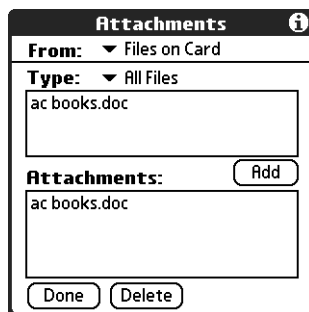 Attachments
From: Files on Card
Type: All Files
ac books.doc
Add
Attachments:
ac books.doc
Done Delete